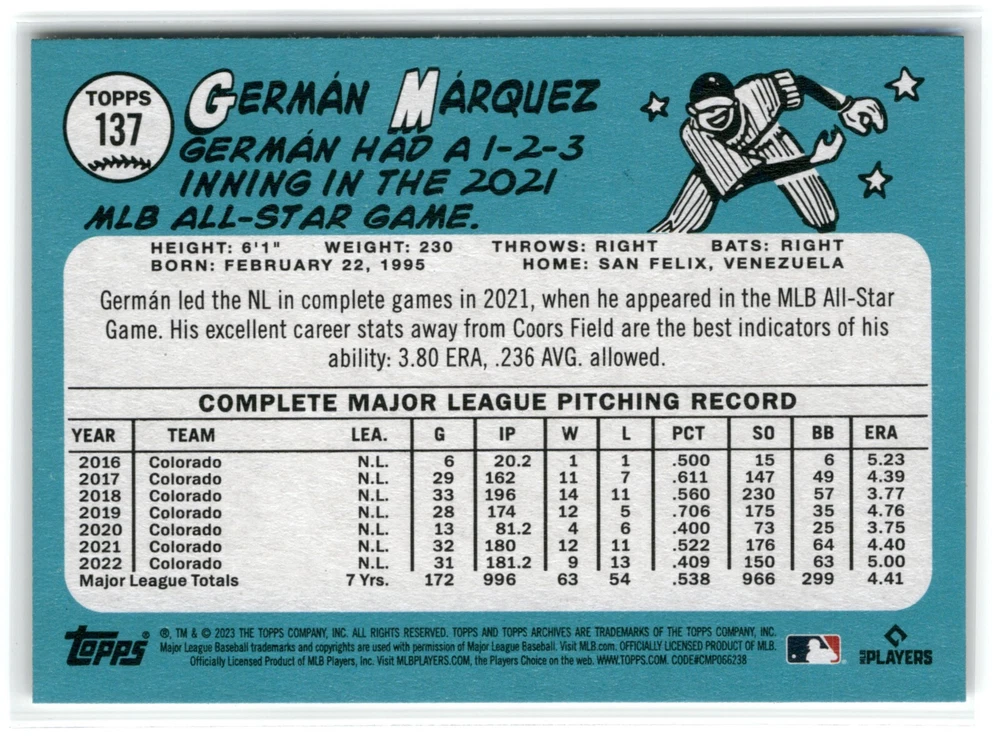 TOPPS
137
GERMÁN MÁRQUEZ
GERMÁN HAD A 1-2-3
INNING IN THE 2021
MLB ALL-STAR GAME.
HEIGHT: 6'1" WEIGHT: 230 THROWS: RIGHT BATS: RIGHT
BORN: FEBRUARY 22, 1995 HOME: SAN FELIX, VENEZUELA
Germán led the NL in complete games in 2021, when he appeared in the MLB All-Star
Game. His excellent career stats away from Coors Field are the best indicators of his
ability: 3.80 ERA, .236 AVG. allowed.
COMPLETE MAJOR LEAGUE PITCHING RECORD
YEAR TEAM LEA. G IP W L PCT SO BB ERA
2016 Colorado N.L. 6 20.2 1 1 .500 15 6 5.23
2017 Colorado N.L. 29 162 11 7 .611 147 49 4.39
2018 Colorado N.L. 33 196 14 11 .560 230 57 3.77
2019 Colorado N.L. 28 174 12 5 .706 175 35 4.76
2020 Colorado N.L. 13 81.2 4 6 .400 73 25 3.75
2021 Colorado N.L. 32 180 12 11 .522 176 64 4.40
2022 Colorado N.L. 31 181.2 9 13 .409 150 63 5.00
Major League Totals 7 Yrs. 172 996 63 54 .538 966 299 4.41
TOPPS ® ®, TM & © 2023 THE TOPPS COMPANY, INC. ALL RIGHTS RESERVED. TOPPS AND TOPPS ARCHIVES ARE TRADEMARKS OF THE TOPPS COMPANY, INC.
Major League Baseball trademarks and copyrights are used with permission of Major League Baseball. Visit MLB.com. OFFICIALLY LICENSED PRODUCT OF MLB.
Officially Licensed Product of MLB Players, Inc. Visit MLBPLAYERS.COM, the Players Choice on the web. WWW.TOPPS.COM. CODE#CMP066238
MLB PLAYERS